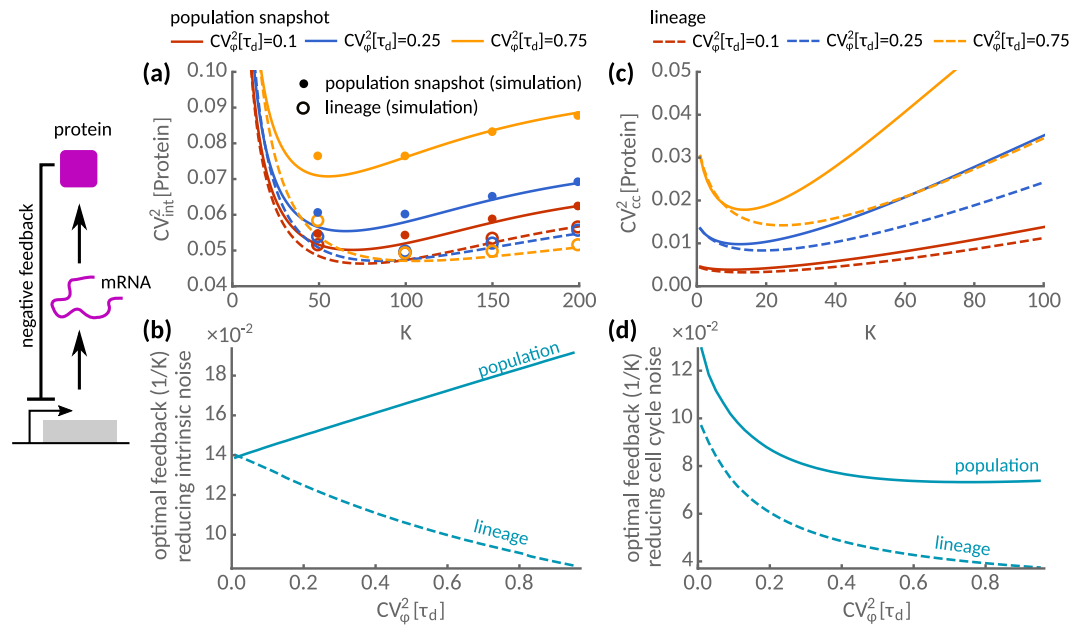 population snapshot
CV²φ[τd]=0.1 CV²φ[τd]=0.25 CV²φ[τd]=0.75
lineage
CV²φ[τd]=0.1 CV²φ[τd]=0.25 CV²φ[τd]=0.75
protein
negative feedback
mRNA
(a)
population snapshot (simulation)
lineage (simulation)
CV²int[Protein]
0.10
0.09
0.08
0.07
0.06
0.05
0.04
0 50 100 150 200
K
(c)
CV²cc[Protein]
0.05
0.04
0.03
0.02
0.01
0.00
0 20 40 60 80 100
K
(b)
×10⁻²
optimal feedback (1/K)
reducing intrinsic noise
18
16
14
12
10
population
lineage
0.0 0.2 0.4 0.6 0.8
CV²φ[τd]
(d)
×10⁻²
optimal feedback (1/K)
reducing cell cycle noise
12
10
8
6
4
population
lineage
0.0 0.2 0.4 0.6 0.8
CV²φ[τd]